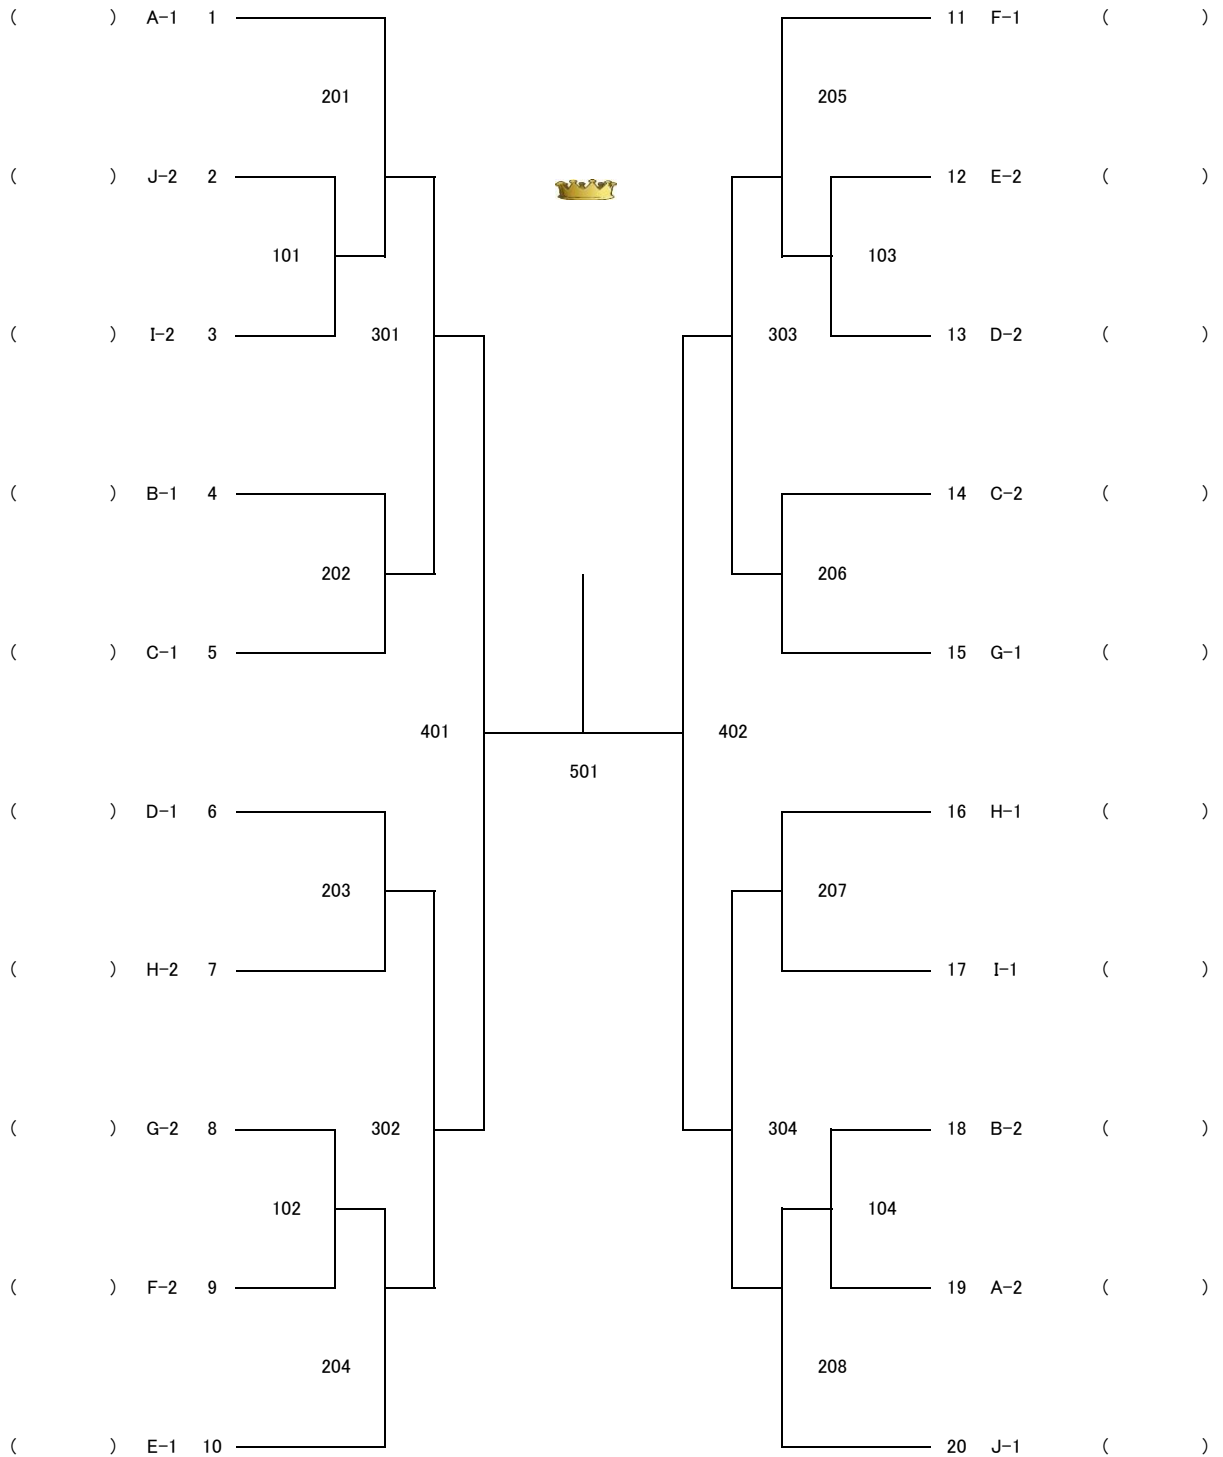 ( ) A-1 1 11 F-1 ( )
201 205
( ) J-2 2 12 E-2 ( )
101 103
( ) I-2 3 301 303 13 D-2 ( )
( ) B-1 4 14 C-2 ( )
202 206
( ) C-1 5 15 G-1 ( )
401 402
501
( ) D-1 6 16 H-1 ( )
203 207
( ) H-2 7 17 I-1 ( )
( ) G-2 8 302 304 18 B-2 ( )
102 104
( ) F-2 9 19 A-2 ( )
204 208
( ) E-1 10 20 J-1 ( )